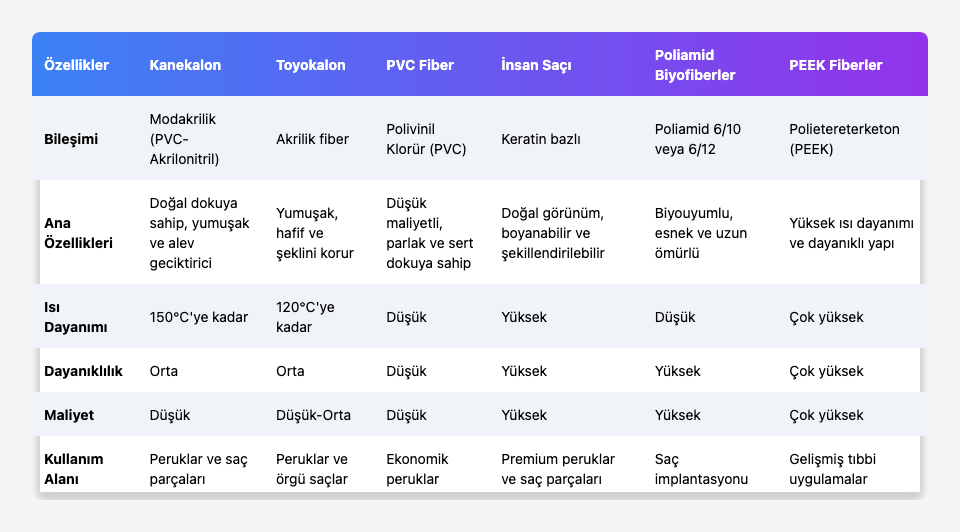 Özellikler Kanekalon Toyokalon PVC Fiber İnsan Saçı Poliamid Biyofiberler PEEK Fiberler
Bileşimi Modakrilik (PVC-Akrilonitril) Akrilik fiber Polivinil Klorür (PVC) Keratin bazlı Poliamid 6/10 veya 6/12 Polietereterketon (PEEK)
Ana Özellikleri Doğal dokuya sahip, yumuşak ve alev geciktirici Yumuşak, hafif ve şeklini korur Düşük maliyetli, parlak ve sert dokuya sahip Doğal görünüm, boyanabilir ve şekillendirilebilir Biyouyumlu, esnek ve uzun ömürlü Yüksek ısı dayanımı ve dayanıklı yapı
Isı Dayanımı 150°C'ye kadar 120°C'ye kadar Düşük Yüksek Düşük Çok yüksek
Dayanıklılık Orta Orta Düşük Yüksek Yüksek Çok yüksek
Maliyet Düşük Düşük-Orta Düşük Yüksek Yüksek Çok yüksek
Kullanım Alanı Peruklar ve saç parçaları Peruklar ve örgü saçlar Ekonomik peruklar Premium peruklar ve saç parçaları Saç implantasyonu Gelişmiş tıbbi uygulamalar